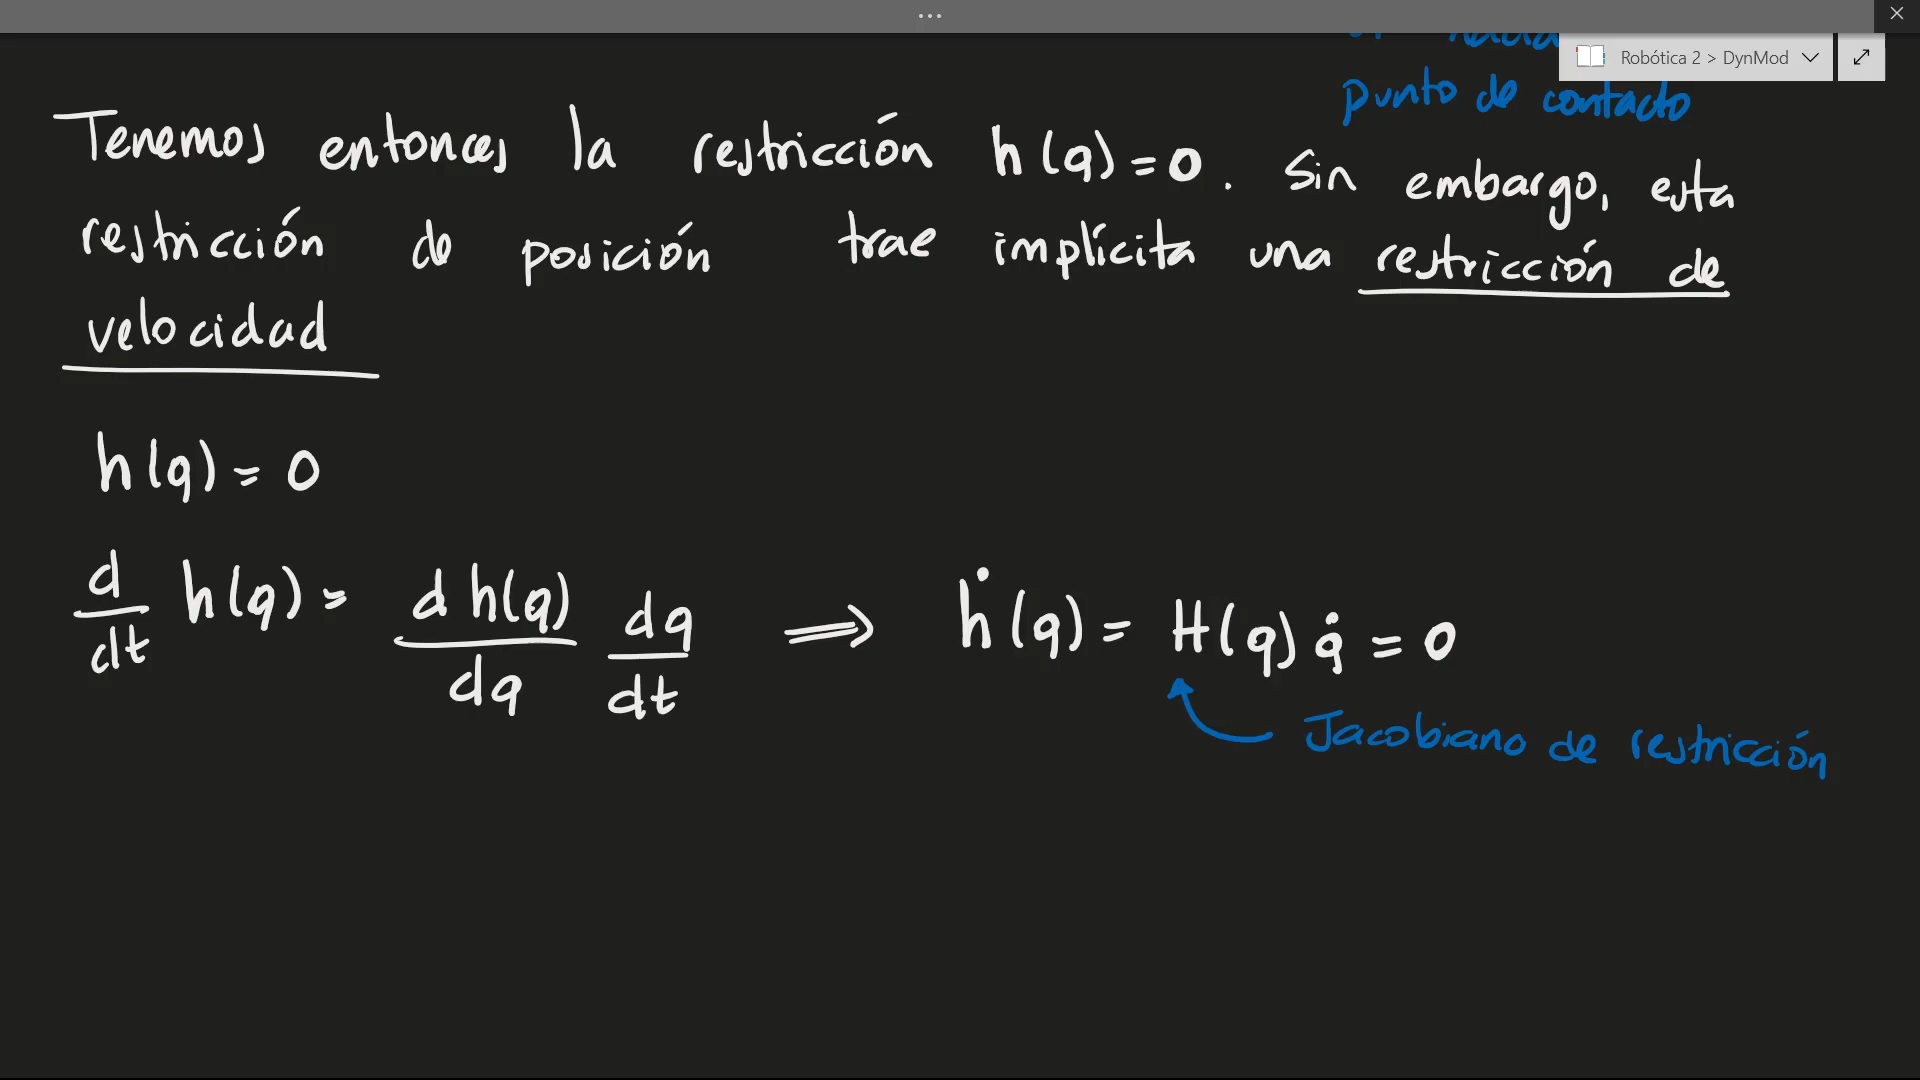 Robótica 2 > DynMod
punto de contacto
Tenemos entonces la restricción h(q)=0. Sin embargo, esta
restricción de posición trae implícita una restricción de
velocidad
h(q)=0
d/dt h(q)= d h(q)/dq dq/dt ⟹ ḣ(q)= H(q) q̇ = 0
Jacobiano de restricción